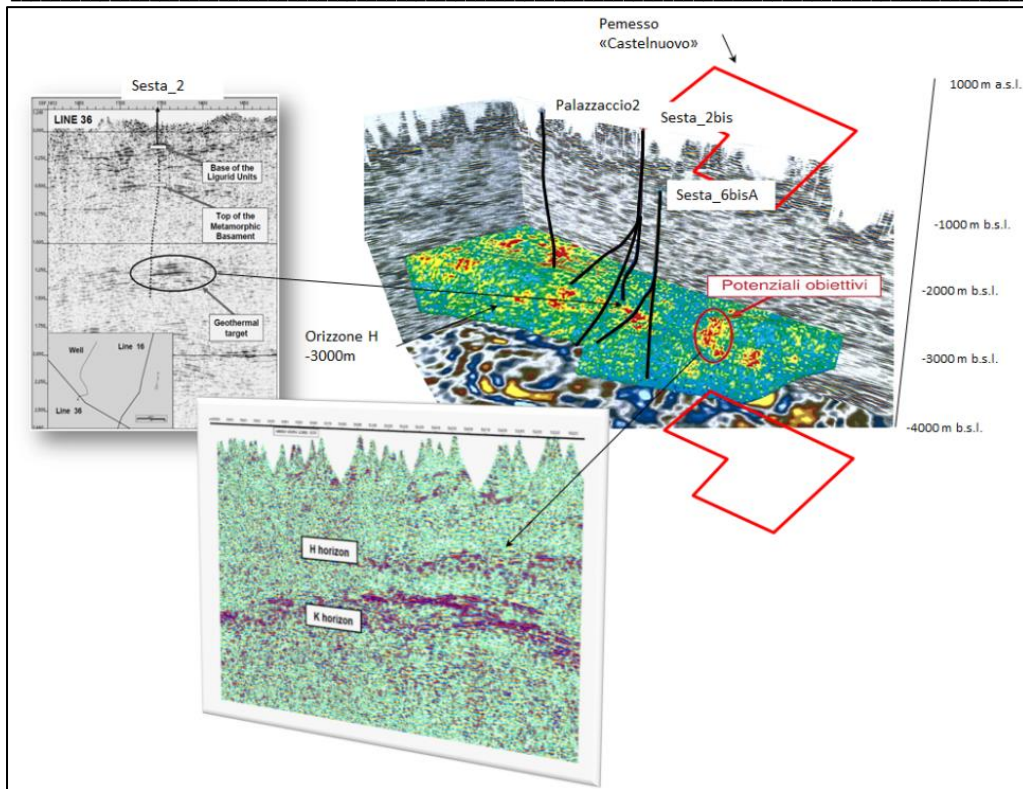 Pemesso
«Castelnuovo»
Sesta_2
1000 m a.s.l.
LINE 36
Palazzaccio2
Sesta_2bis
Base of the
Ligurid Units
Sesta_6bisA
Top of the
Metamorphic
Basament
-1000 m b.s.l.
Potenziali obiettivi
-2000 m b.s.l.
Geothermal
target
Orizzone H
-3000m
-3000 m b.s.l.
Well
Line 16
Line 36
-4000 m b.s.l.
H horizon
K horizon